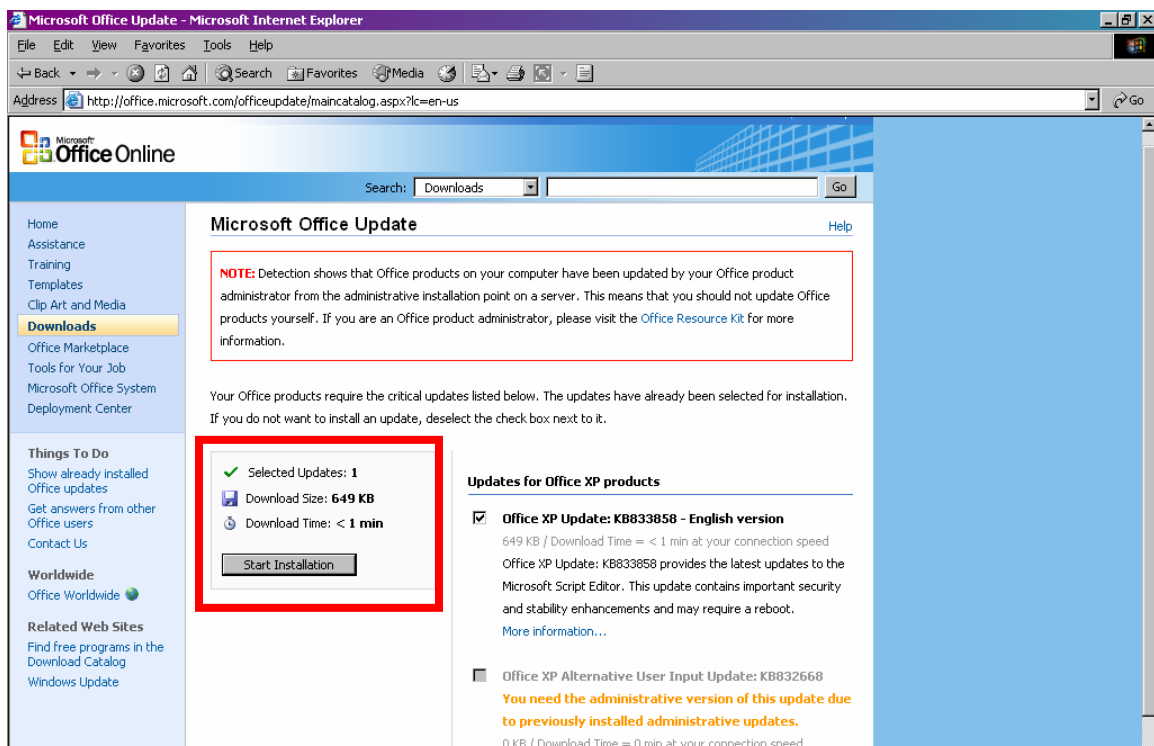 Microsoft Office Update - Microsoft Internet Explorer
File Edit View Favorites Tools Help
Back Search Favorites Media
Address http://office.microsoft.com/officeupdate/maincatalog.aspx?lc=en-us Go
Microsoft
Office Online
Search: Downloads Go
Home
Assistance
Training
Templates
Clip Art and Media
Downloads
Office Marketplace
Tools for Your Job
Microsoft Office System
Deployment Center
Things To Do
Show already installed
Office updates
Get answers from other
Office users
Contact Us
Worldwide
Office Worldwide
Related Web Sites
Find free programs in the
Download Catalog
Windows Update
Microsoft Office Update
Help
NOTE: Detection shows that Office products on your computer have been updated by your Office product
administrator from the administrative installation point on a server. This means that you should not update Office
products yourself. If you are an Office product administrator, please visit the Office Resource Kit for more
information.
Your Office products require the critical updates listed below. The updates have already been selected for installation.
If you do not want to install an update, deselect the check box next to it.
Selected Updates: 1
Download Size: 649 KB
Download Time: < 1 min
Start Installation
Updates for Office XP products
Office XP Update: KB833858 - English version
649 KB / Download Time = < 1 min at your connection speed
Office XP Update: KB833858 provides the latest updates to the
Microsoft Script Editor. This update contains important security
and stability enhancements and may require a reboot.
More information...
Office XP Alternative User Input Update: KB832668
You need the administrative version of this update due
to previously installed administrative updates.
0 KB / Download Time = 0 min at your connection speed